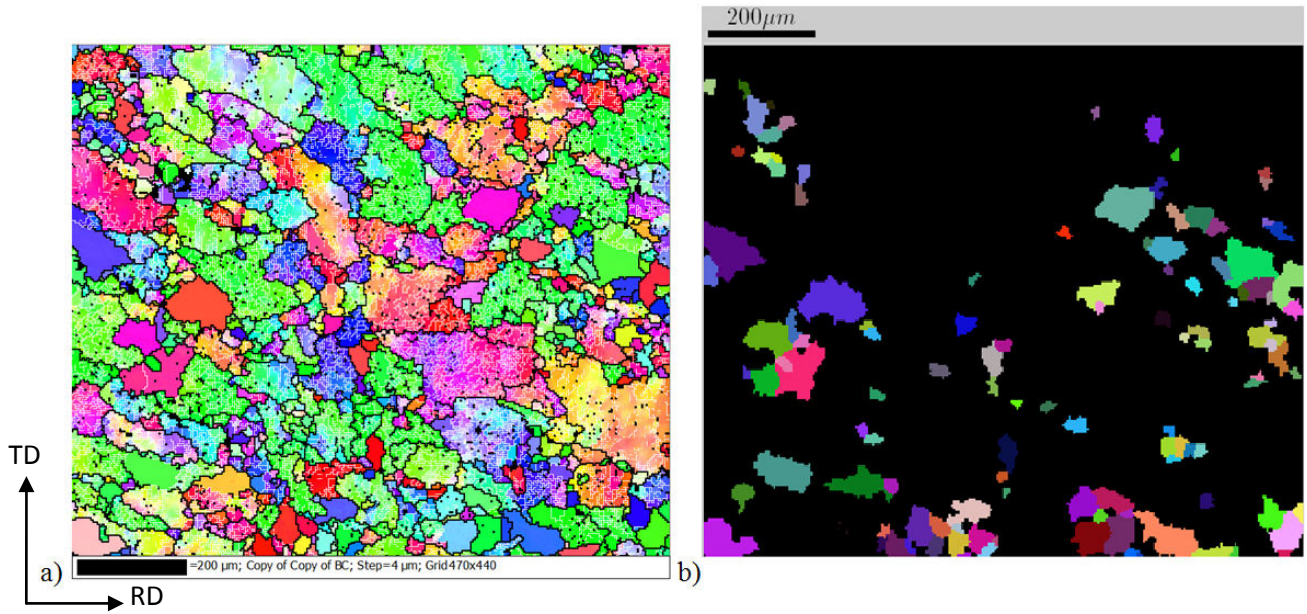 200μm
TD
a)
=200 µm; Copy of Copy of BC; Step=4 µm; Grid470x440
b)
RD